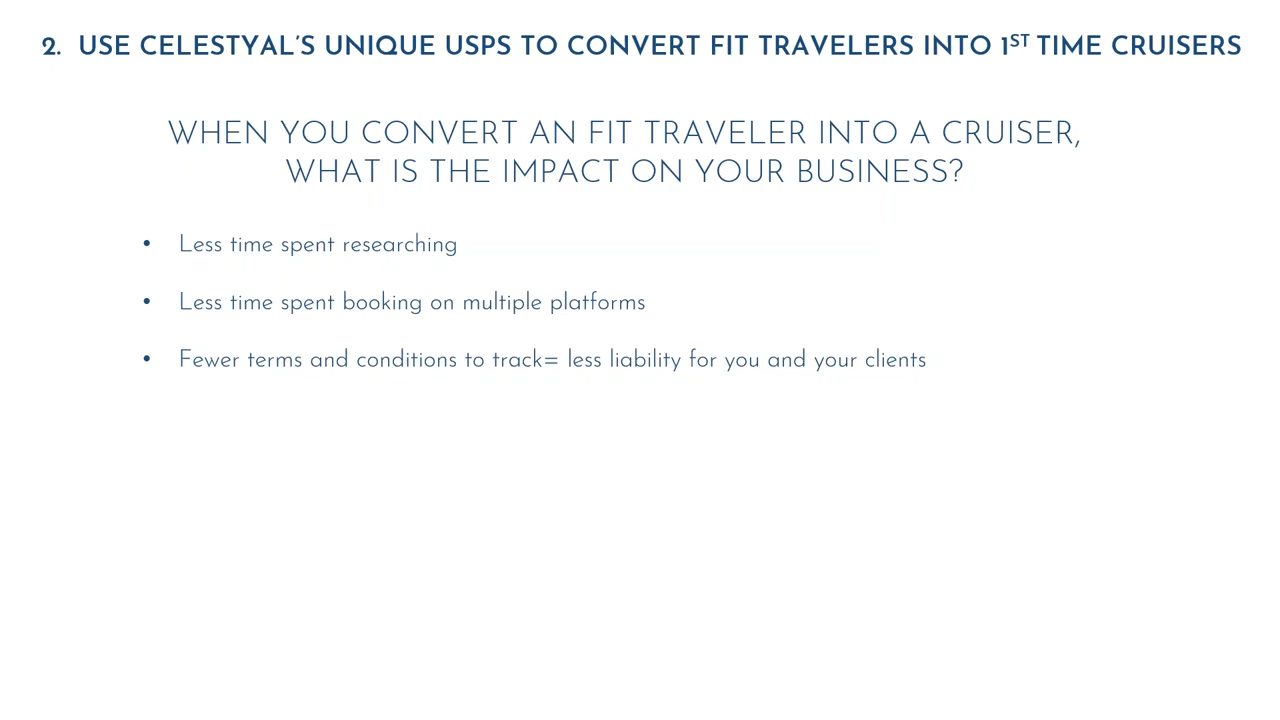 2. USE CELESTYAL’S UNIQUE USPS TO CONVERT FIT TRAVELERS INTO 1ST TIME CRUISERS
WHEN YOU CONVERT AN FIT TRAVELER INTO A CRUISER,
WHAT IS THE IMPACT ON YOUR BUSINESS?
• Less time spent researching
• Less time spent booking on multiple platforms
• Fewer terms and conditions to track= less liability for you and your clients